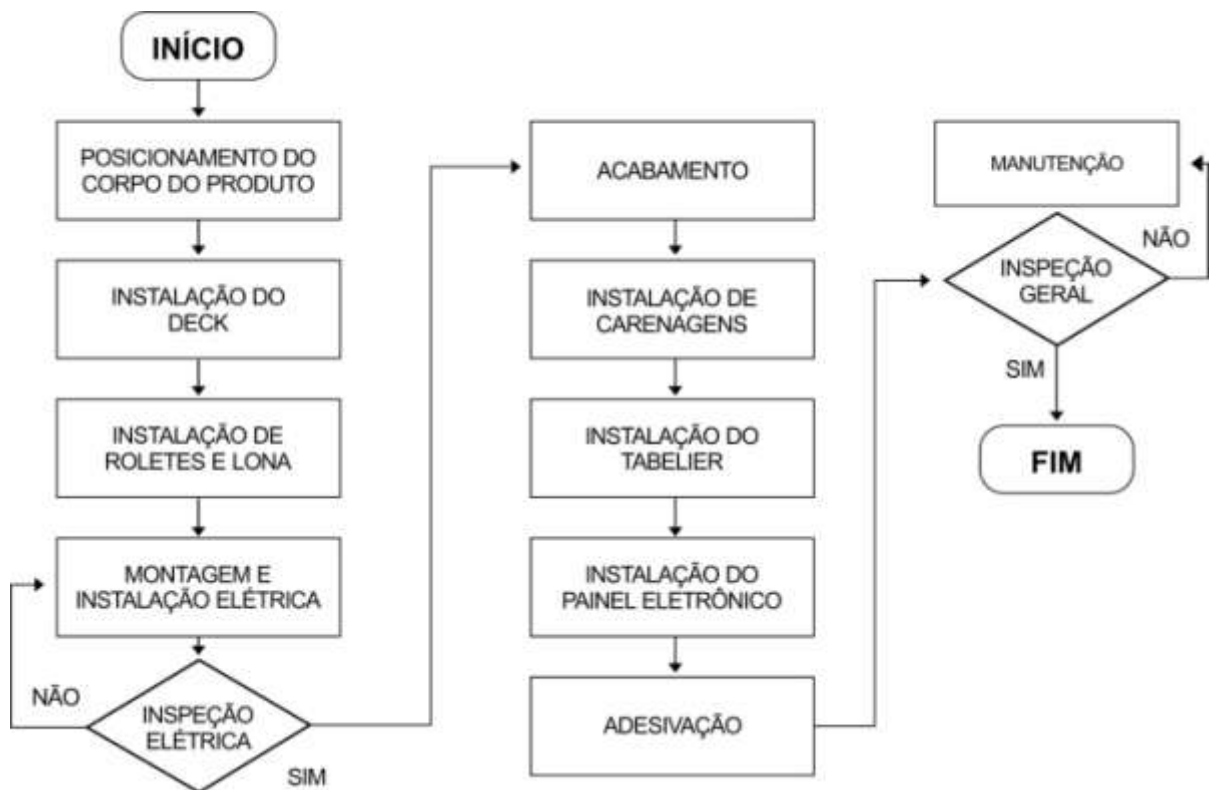 INÍCIO
POSICIONAMENTO DO
CORPO DO PRODUTO
INSTALAÇÃO DO
DECK
INSTALAÇÃO DE
ROLETES E LONA
MONTAGEM E
INSTALAÇÃO ELÉTRICA
NÃO
INSPEÇÃO
ELÉTRICA
SIM
ACABAMENTO
INSTALAÇÃO DE
CARENAGENS
INSTALAÇÃO DO
TABELIER
INSTALAÇÃO DO
PAINEL ELETRÔNICO
ADESIVAÇÃO
MANUTENÇÃO
NÃO
INSPEÇÃO
GERAL
SIM
FIM